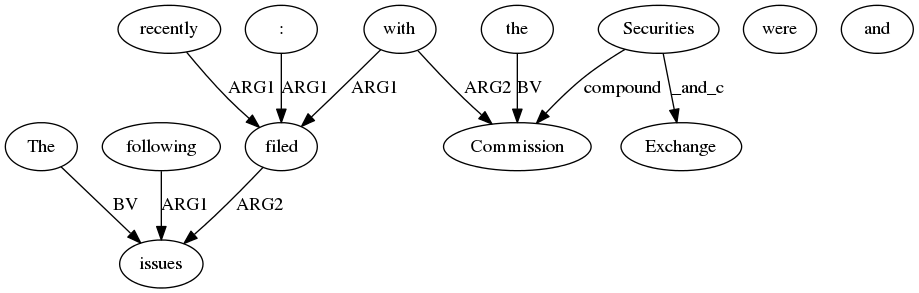 recently : with the Securities were and
ARG1 ARG1 ARG1 ARG2 BV compound _and_c
The following filed Commission Exchange
BV ARG1 ARG2
issues